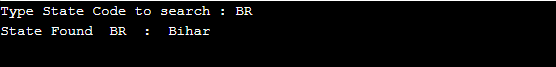 Type State Code to search : BR
State Found  BR  :  Bihar